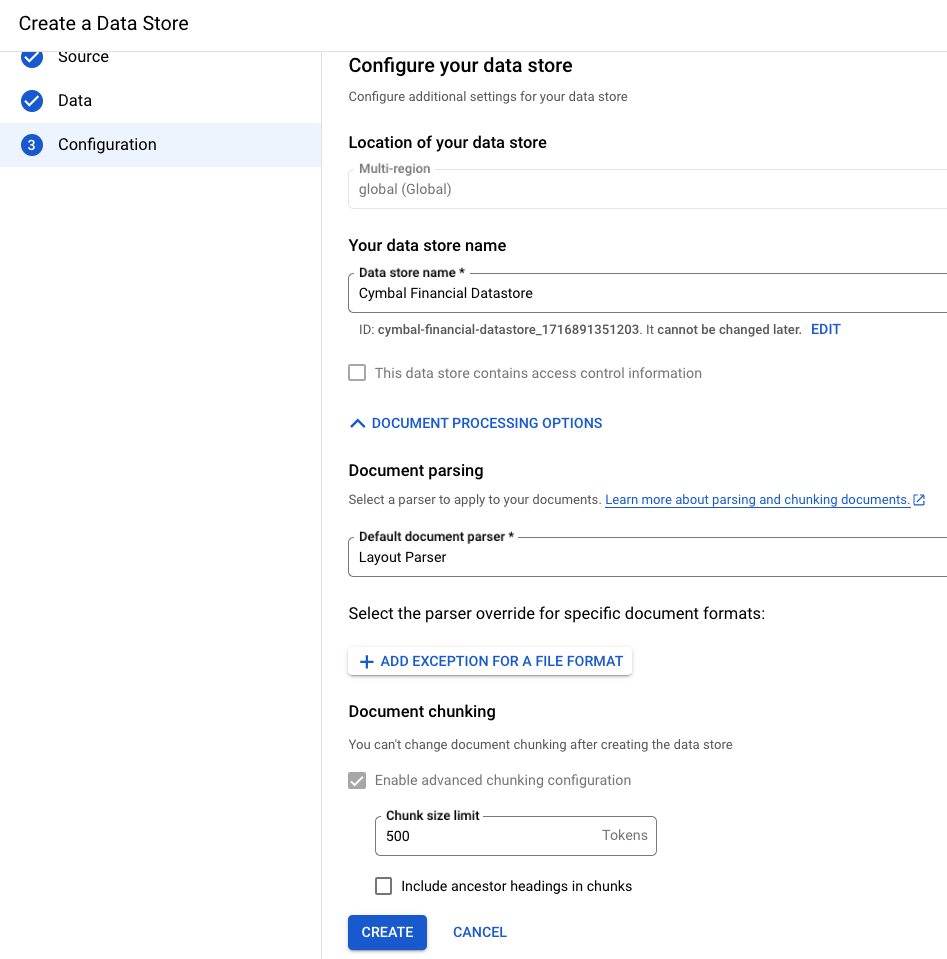 Create a Data Store
Source
Data
3 Configuration
Configure your data store
Configure additional settings for your data store
Location of your data store
Multi-region
global (Global)
Your data store name
Data store name *
Cymbal Financial Datastore
ID: cymbal-financial-datastore_1716891351203. It cannot be changed later. EDIT
This data store contains access control information
DOCUMENT PROCESSING OPTIONS
Document parsing
Select a parser to apply to your documents. Learn more about parsing and chunking documents.
Default document parser *
Layout Parser
Select the parser override for specific document formats:
ADD EXCEPTION FOR A FILE FORMAT
Document chunking
You can't change document chunking after creating the data store
Enable advanced chunking configuration
Chunk size limit
500 Tokens
Include ancestor headings in chunks
CREATE CANCEL